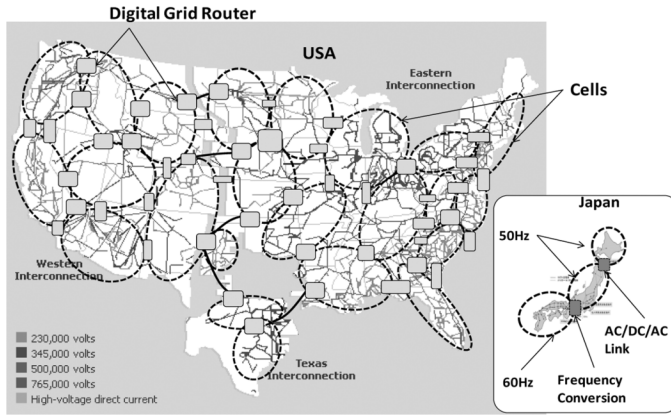 Digital Grid Router
USA
Eastern
Interconnection
Cells
Western
Interconnection
Texas
Interconnection
230,000 volts
345,000 volts
500,000 volts
765,000 volts
High-voltage direct current
Japan
50Hz
AC/DC/AC
Link
60Hz
Frequency
Conversion